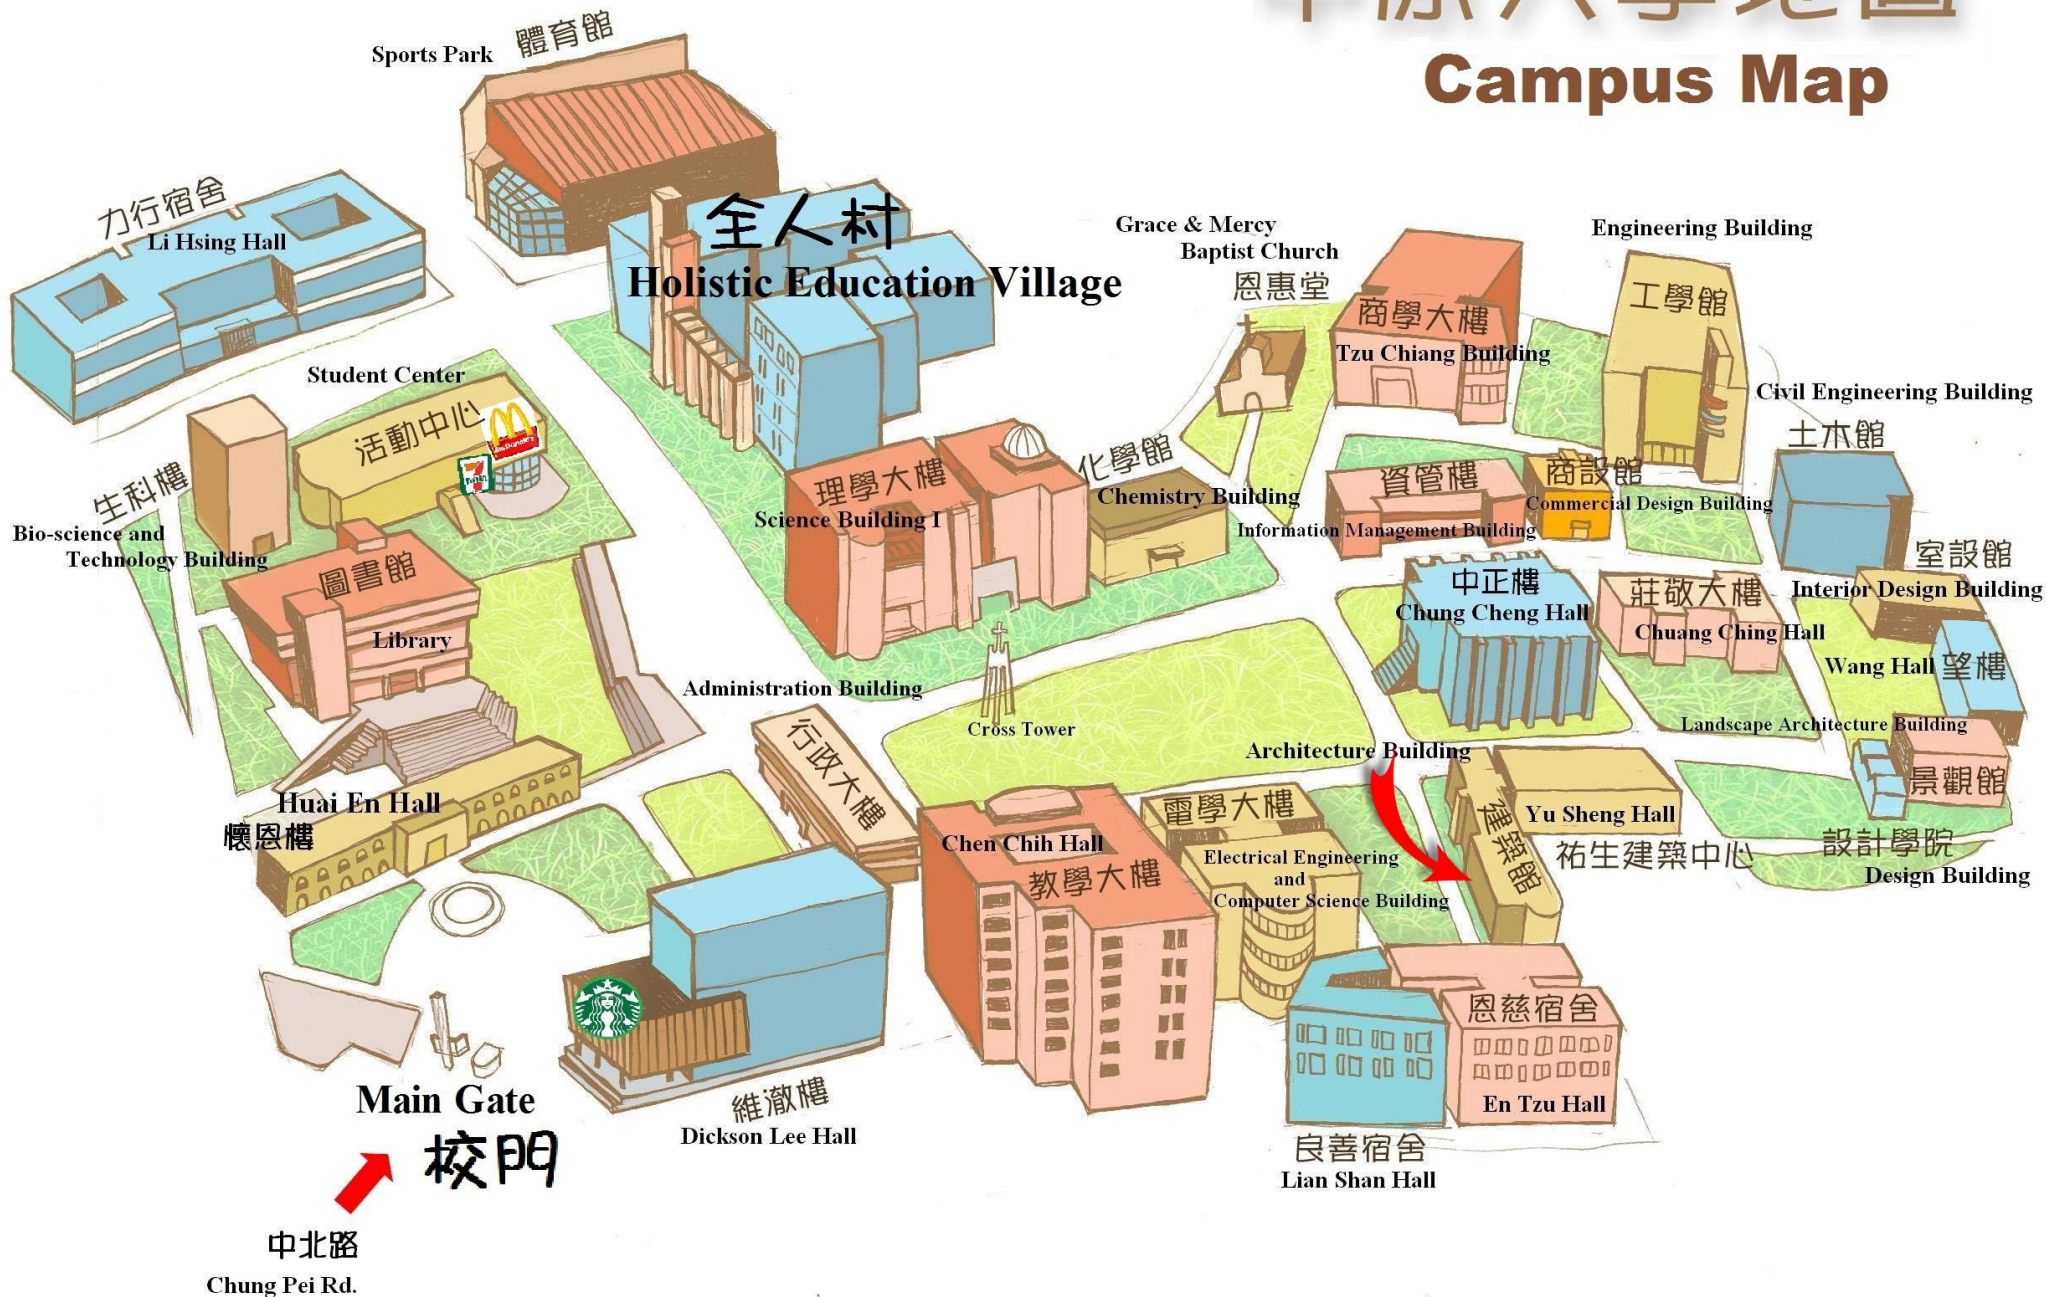 中原大學地圖
Campus Map
Sports Park
體育館
力行宿舍
Li Hsing Hall
全人村
Holistic Education Village
Grace & Mercy
Baptist Church
恩惠堂
商學大樓
Tzu Chiang Building
Engineering Building
工學館
Civil Engineering Building
土木館
Student Center
活動中心
McDonald's
7
ELEVEN
生科樓
Bio-science and
Technology Building
圖書館
Library
理學大樓
Science Building I
化學館
Chemistry Building
資管樓
Information Management Building
商設館
Commercial Design Building
室設館
Interior Design Building
中正樓
Chung Cheng Hall
莊敬大樓
Chuang Ching Hall
Wang Hall
望樓
Landscape Architecture Building
景觀館
Administration Building
行政大樓
Cross Tower
Architecture Building
建築館
Yu Sheng Hall
祐生建築中心
設計學院
Design Building
Huai En Hall
懷恩樓
Chen Chih Hall
教學大樓
電學大樓
Electrical Engineering
and
Computer Science Building
恩慈宿舍
En Tzu Hall
良善宿舍
Lian Shan Hall
維澈樓
Dickson Lee Hall
Main Gate
校門
中北路
Chung Pei Rd.